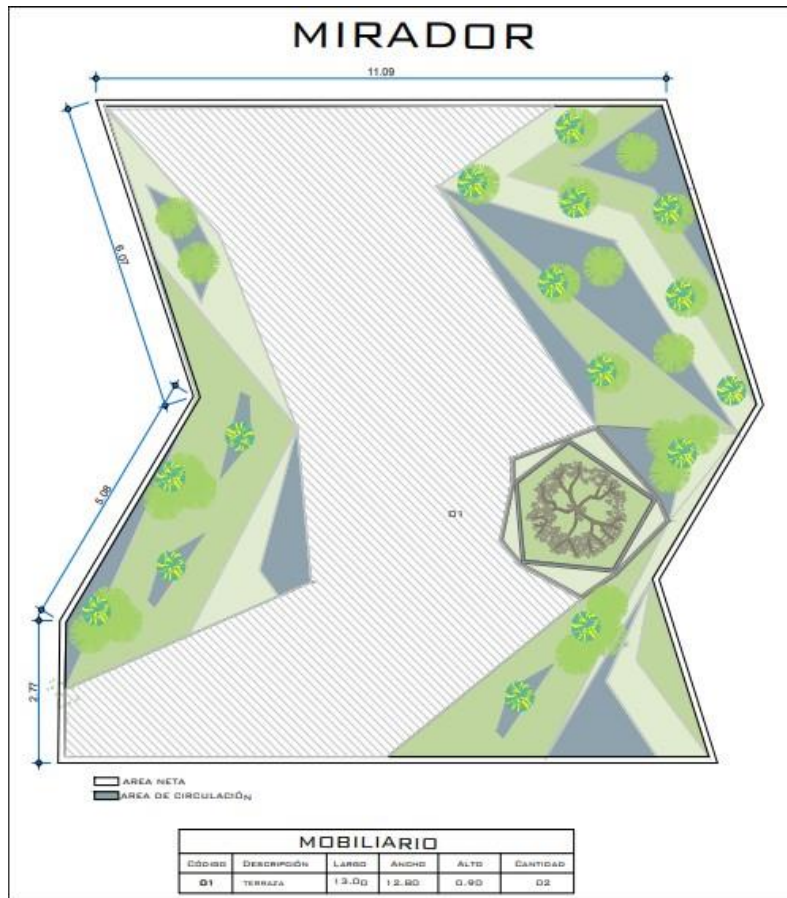 MIRADOR
11.09
6.07
5.08
01
2.77
AREA NETA
AREA DE CIRCULACIÓN
MOBILIARIO
CÓDIGO DESCRIPCIÓN LARGO ANCHO ALTO CANTIDAD
01 TERRAZA 13.00 12.80 0.90 02